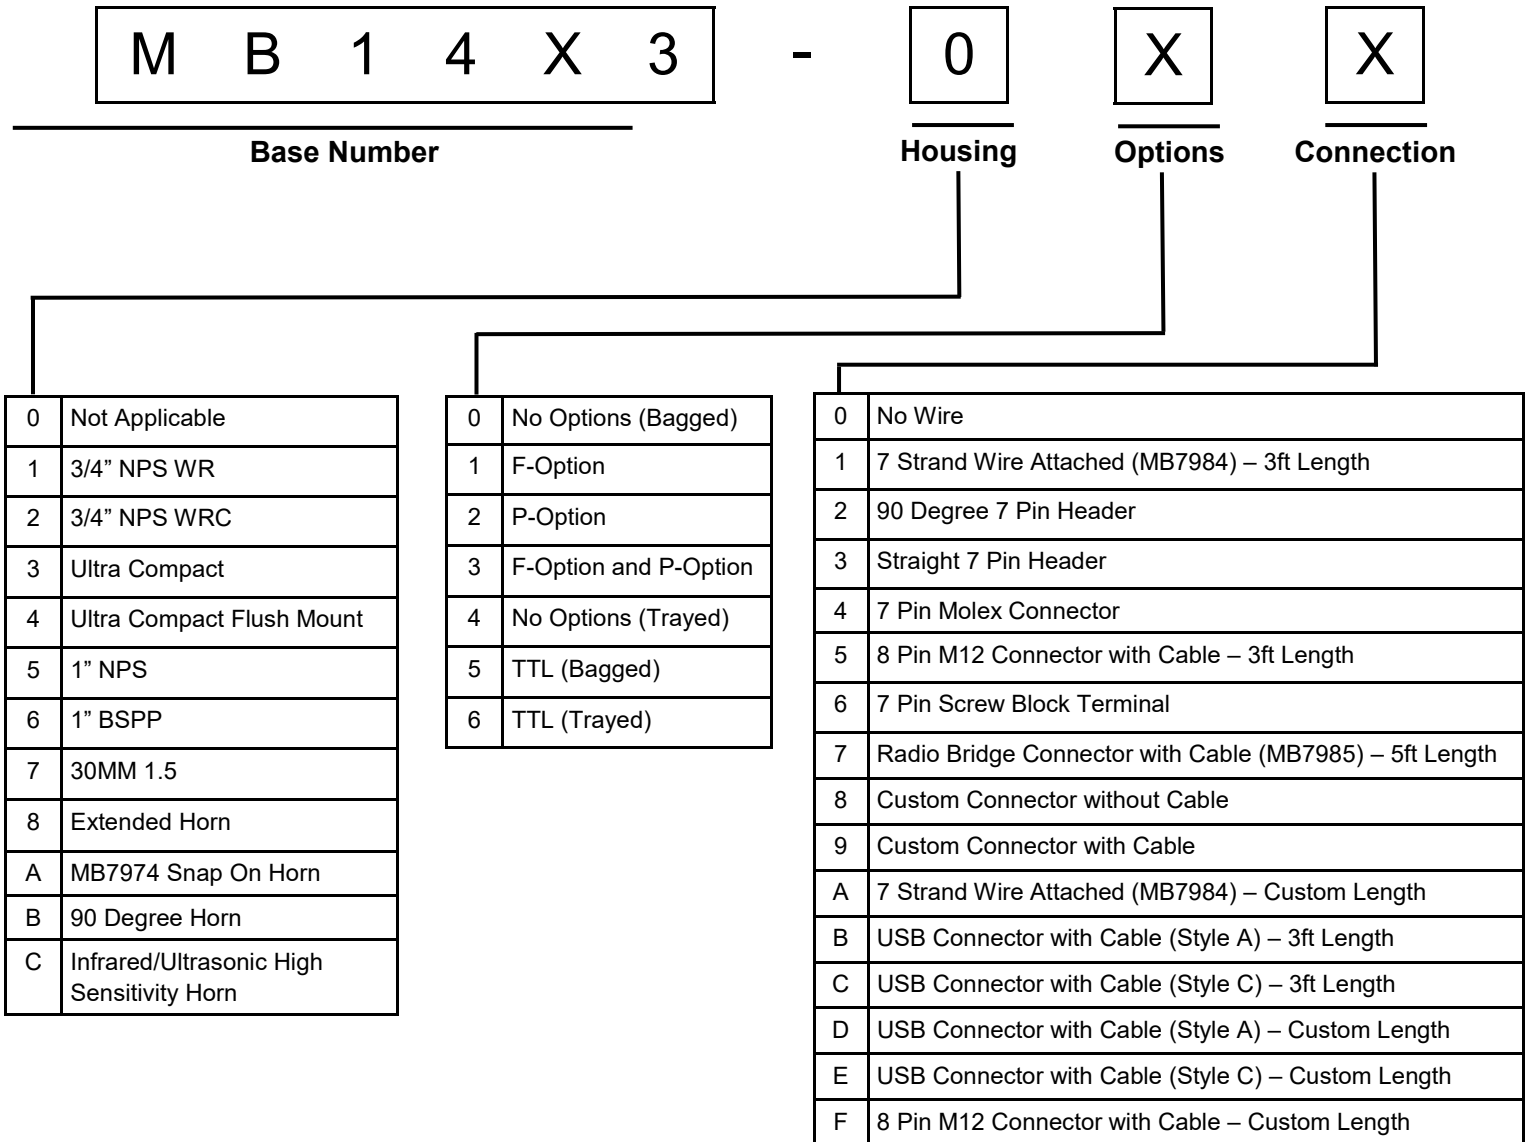 M B 1 4 X 3 - 0 X X
Base Number Housing Options Connection
0 Not Applicable
1 3/4” NPS WR
2 3/4” NPS WRC
3 Ultra Compact
4 Ultra Compact Flush Mount
5 1” NPS
6 1” BSPP
7 30MM 1.5
8 Extended Horn
A MB7974 Snap On Horn
B 90 Degree Horn
C Infrared/Ultrasonic High
Sensitivity Horn
0 No Options (Bagged)
1 F-Option
2 P-Option
3 F-Option and P-Option
4 No Options (Trayed)
5 TTL (Bagged)
6 TTL (Trayed)
0 No Wire
1 7 Strand Wire Attached (MB7984) – 3ft Length
2 90 Degree 7 Pin Header
3 Straight 7 Pin Header
4 7 Pin Molex Connector
5 8 Pin M12 Connector with Cable – 3ft Length
6 7 Pin Screw Block Terminal
7 Radio Bridge Connector with Cable (MB7985) – 5ft Length
8 Custom Connector without Cable
9 Custom Connector with Cable
A 7 Strand Wire Attached (MB7984) – Custom Length
B USB Connector with Cable (Style A) – 3ft Length
C USB Connector with Cable (Style C) – 3ft Length
D USB Connector with Cable (Style A) – Custom Length
E USB Connector with Cable (Style C) – Custom Length
F 8 Pin M12 Connector with Cable – Custom Length